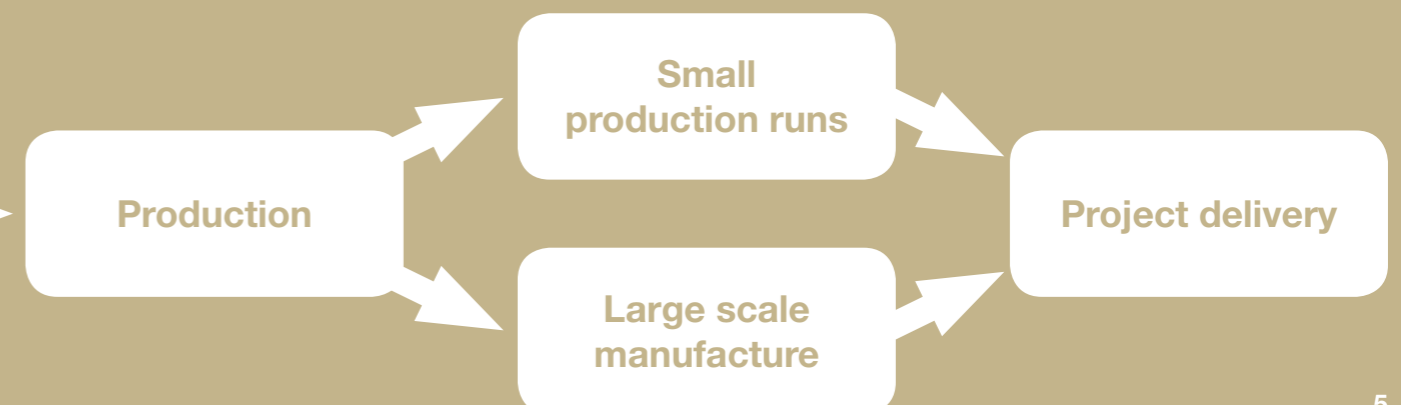 Small
production runs
Production
Project delivery
Large scale
manufacture
5